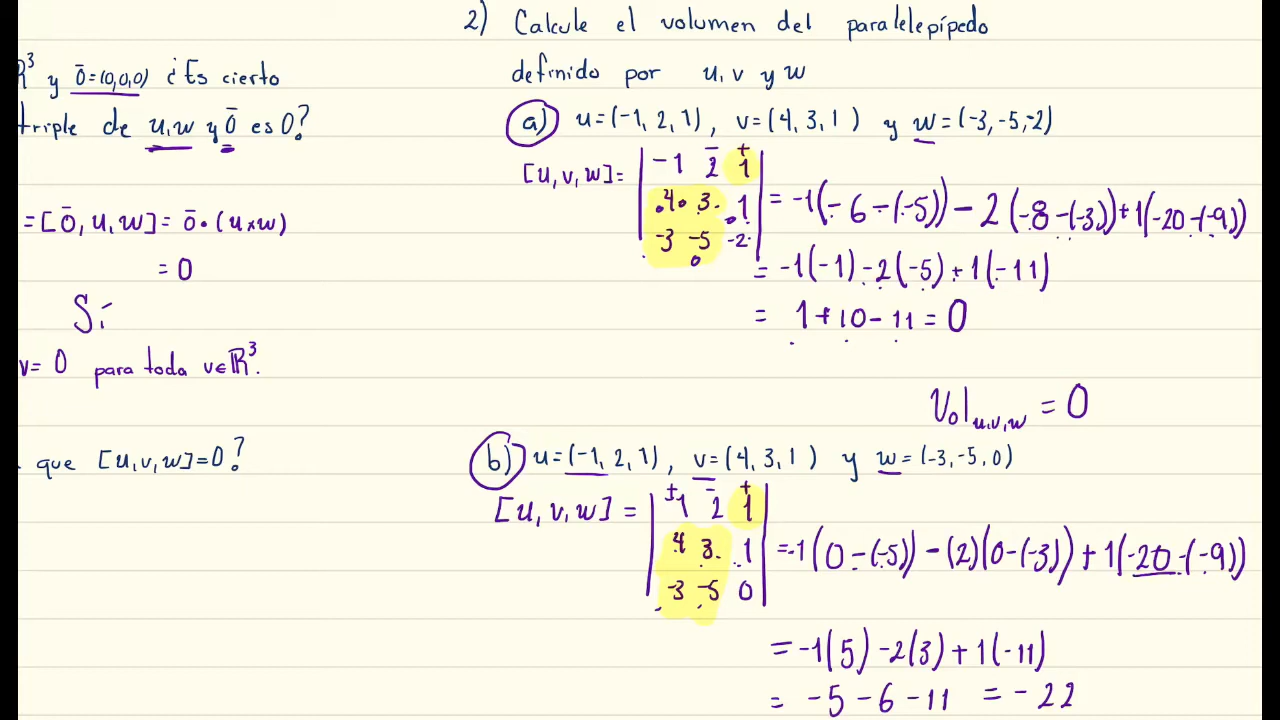 R³ y 0̄=(0,0,0) ¿Es cierto
triple de u,w y 0̄ es 0?
=[0̄, u, w]= 0̄•(u×w)
=0
Sí
v= 0 para toda v∈ℝ³.
que [u,v,w]=0?
2) Calcule el volumen del paralelepípedo
definido por u, v y w
a) u=(-1, 2, 1), v=(4,3,1) y w=(-3,-5,-2)
[u,v,w]= | -1 2 1 |
| 4 3 1 | = -1(-6-(-5)) - 2(-8-(-3)) + 1(-20-(-9))
| -3 -5 -2 |
= -1(-1) -2(-5) + 1(-11)
= 1+10-11=0
Vol|u,v,w = 0
b) u=(-1, 2, 1), v=(4,3,1) y w=(-3,-5,0)
[u, v, w] = | -1 2 1 |
| 4 3 1 | =-1(0-(-5)) - (2)(0-(-3)) + 1(-20-(-9))
| -3 -5 0 |
= -1(5) -2(3) + 1(-11)
= -5 - 6 - 11 = -22